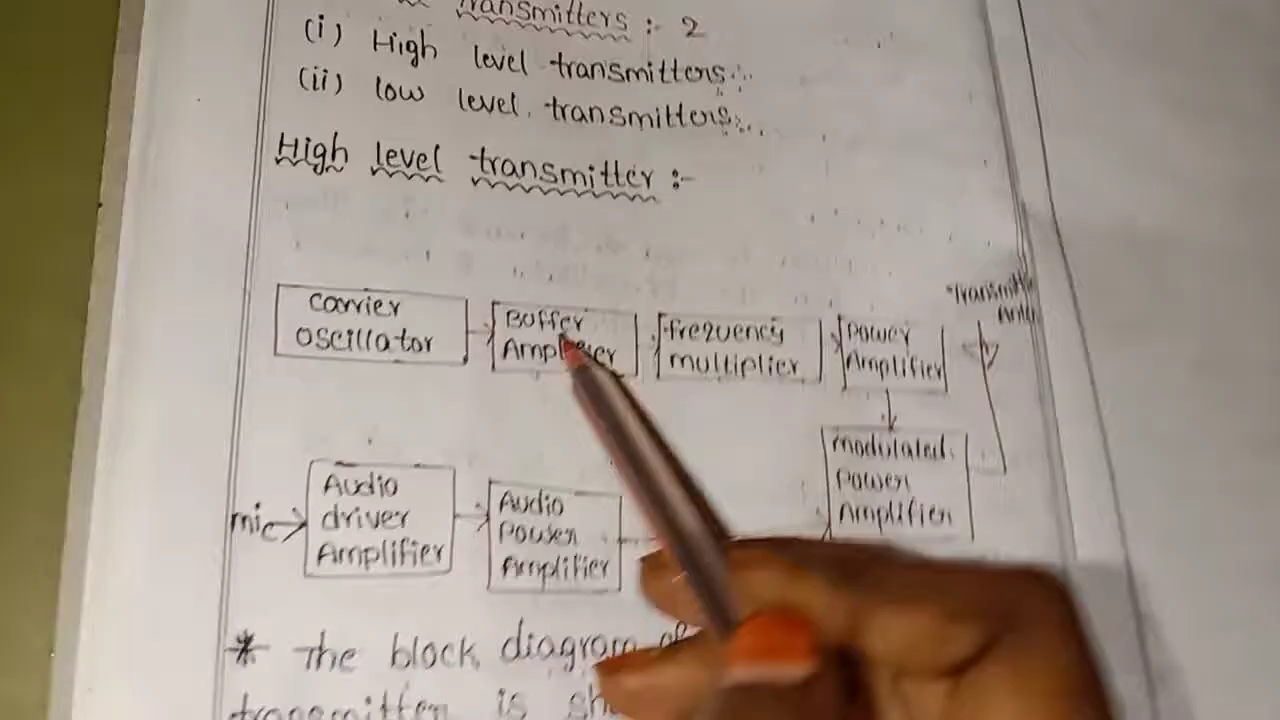 Transmitters :- 2
(i) High level transmitters:
(ii) low level transmitters:
High level transmitter :-
Carrier
oscillator
Buffer
Amplifier
frequency
multiplier
power
Amplifier
Modulated
power
Amplifier
mic
Audio
driver
Amplifier
Audio
power
Amplifier
* The block diagram of
transmitter is